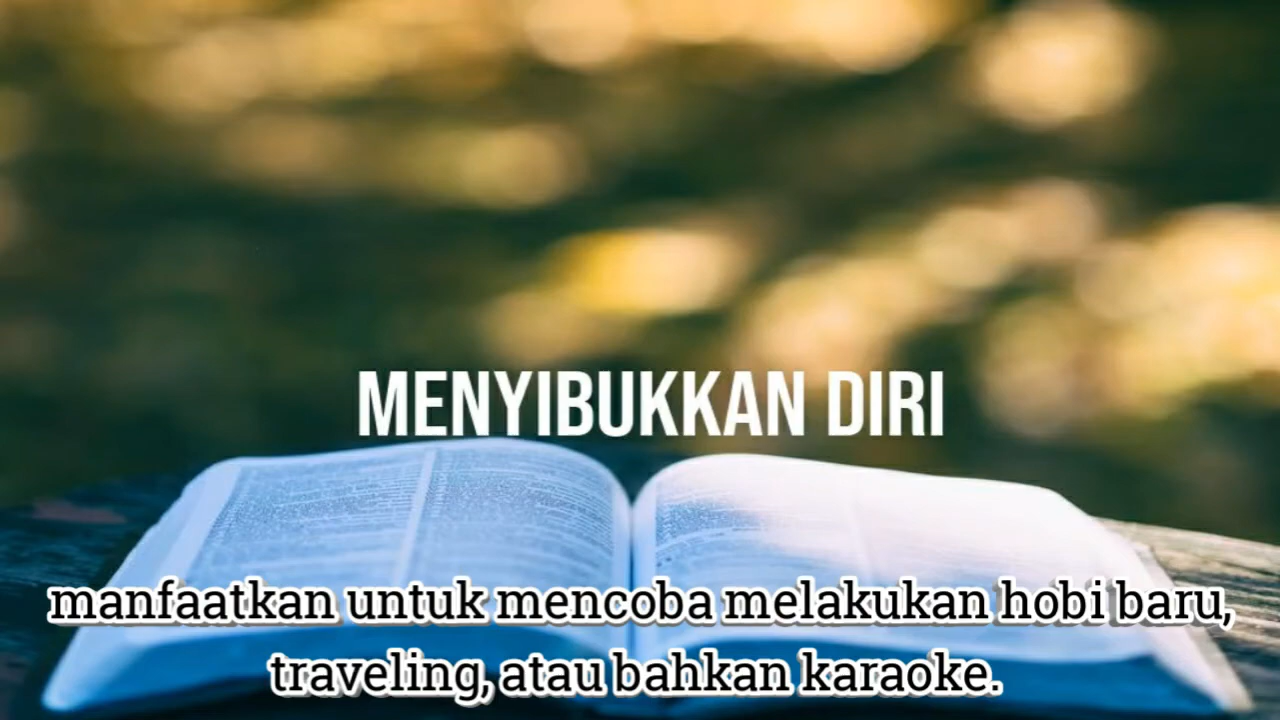 MENYIBUKKAN DIRI
manfaatkan untuk mencoba melakukan hobi baru,
traveling, atau bahkan karaoke.